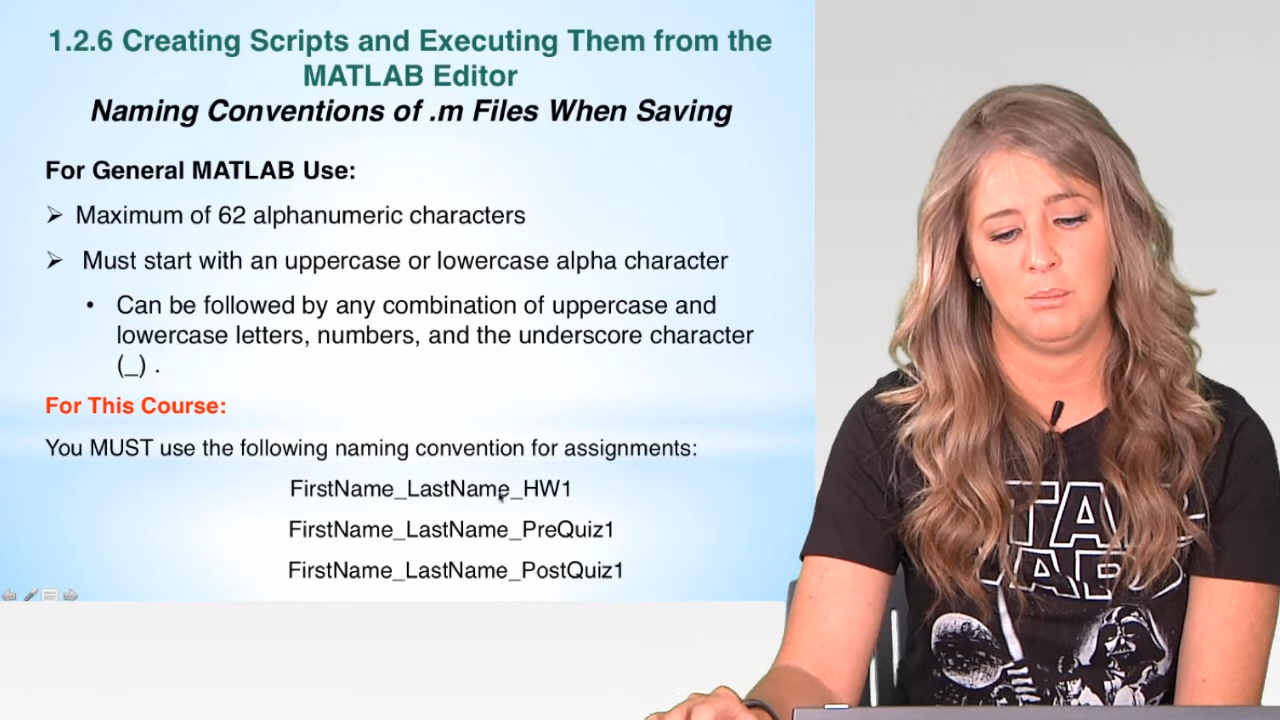 1.2.6 Creating Scripts and Executing Them from the
MATLAB Editor
Naming Conventions of .m Files When Saving
For General MATLAB Use:
➢ Maximum of 62 alphanumeric characters
➢ Must start with an uppercase or lowercase alpha character
• Can be followed by any combination of uppercase and
lowercase letters, numbers, and the underscore character
(_) .
For This Course:
You MUST use the following naming convention for assignments:
FirstName_LastName_HW1
FirstName_LastName_PreQuiz1
FirstName_LastName_PostQuiz1
STAR
WARS